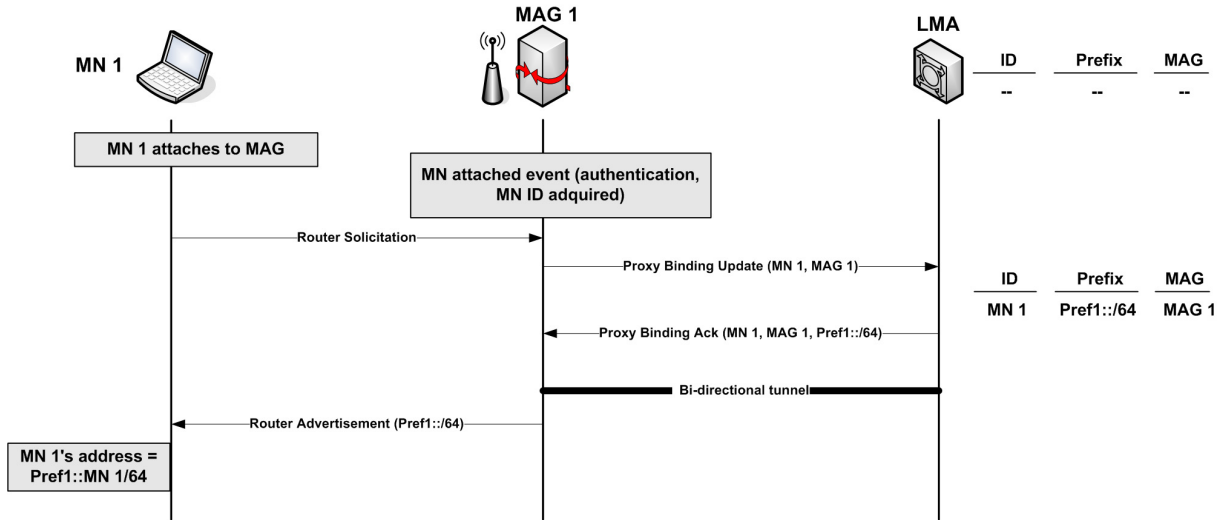 MAG 1
LMA
MN 1
ID Prefix MAG
-- -- --
MN 1 attaches to MAG
MN attached event (authentication,
MN ID adquired)
Router Solicitation
Proxy Binding Update (MN 1, MAG 1)
ID Prefix MAG
MN 1 Pref1::/64 MAG 1
Proxy Binding Ack (MN 1, MAG 1, Pref1::/64)
Bi-directional tunnel
Router Advertisement (Pref1::/64)
MN 1's address =
Pref1::MN 1/64